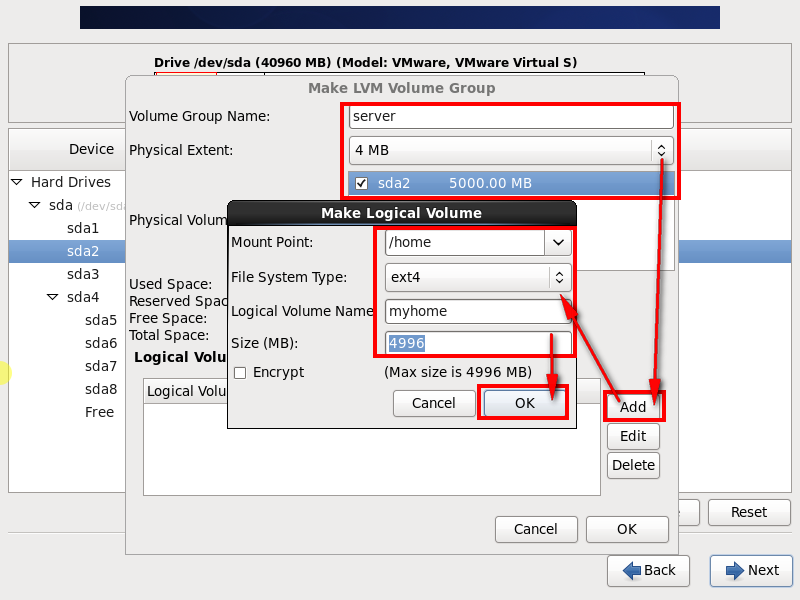 Drive /dev/sda (40960 MB) (Model: VMware, VMware Virtual S)
Make LVM Volume Group
Volume Group Name: server
Physical Extent: 4 MB
sda2 5000.00 MB
Device
Hard Drives
sda (/dev/sda
sda1
sda2
sda3
sda4
sda5
sda6
sda7
sda8
Free
Physical Volum
Used Space:
Reserved Spac
Free Space:
Total Space:
Logical Volu
Logical Volu
Make Logical Volume
Mount Point: /home
File System Type: ext4
Logical Volume Name myhome
Size (MB): 4996
Encrypt (Max size is 4996 MB)
Cancel OK
Add
Edit
Delete
Cancel OK
Reset
Back Next